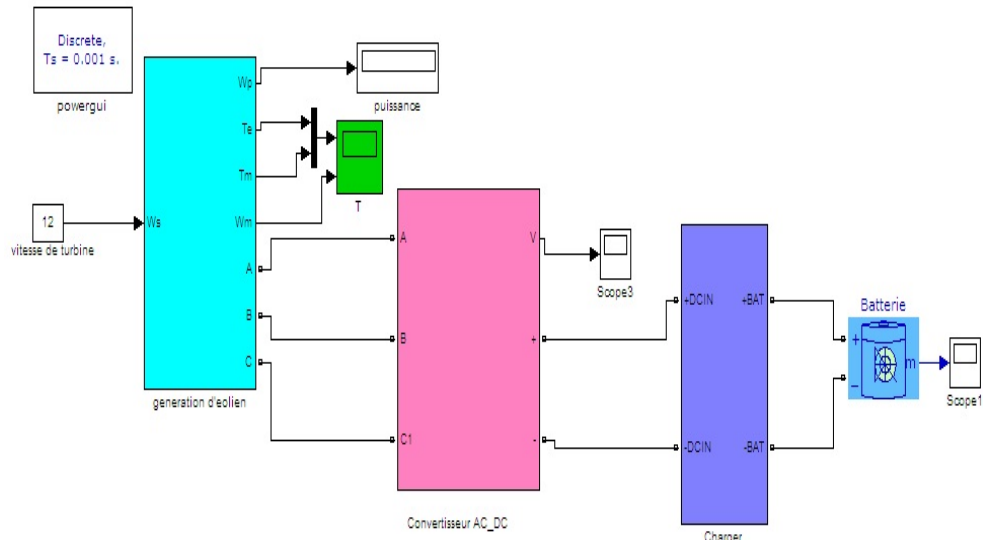 Discrete,
Ts = 0.001 s.
powergui
Wp
Te
Tm
Wm
Ws
A
B
C
generation d'eolien
12
vitesse de turbine
puissance
T
A
B
C1
V
+
-
Convertisseur AC_DC
Scope3
+DCIN
-DCIN
+BAT
-BAT
Charger
Batterie
+
−
m
Scope1